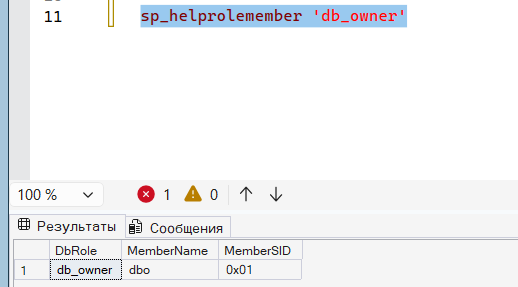 11 sp_helprolemember 'db_owner'
100 % 1 0
Результаты Сообщения
DbRole MemberName MemberSID
1 db_owner dbo 0x01